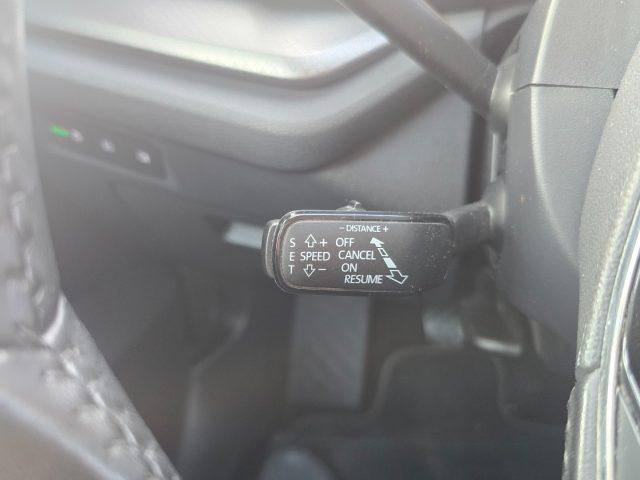 − DISTANCE +
S + OFF
E SPEED CANCEL
T − ON
RESUME